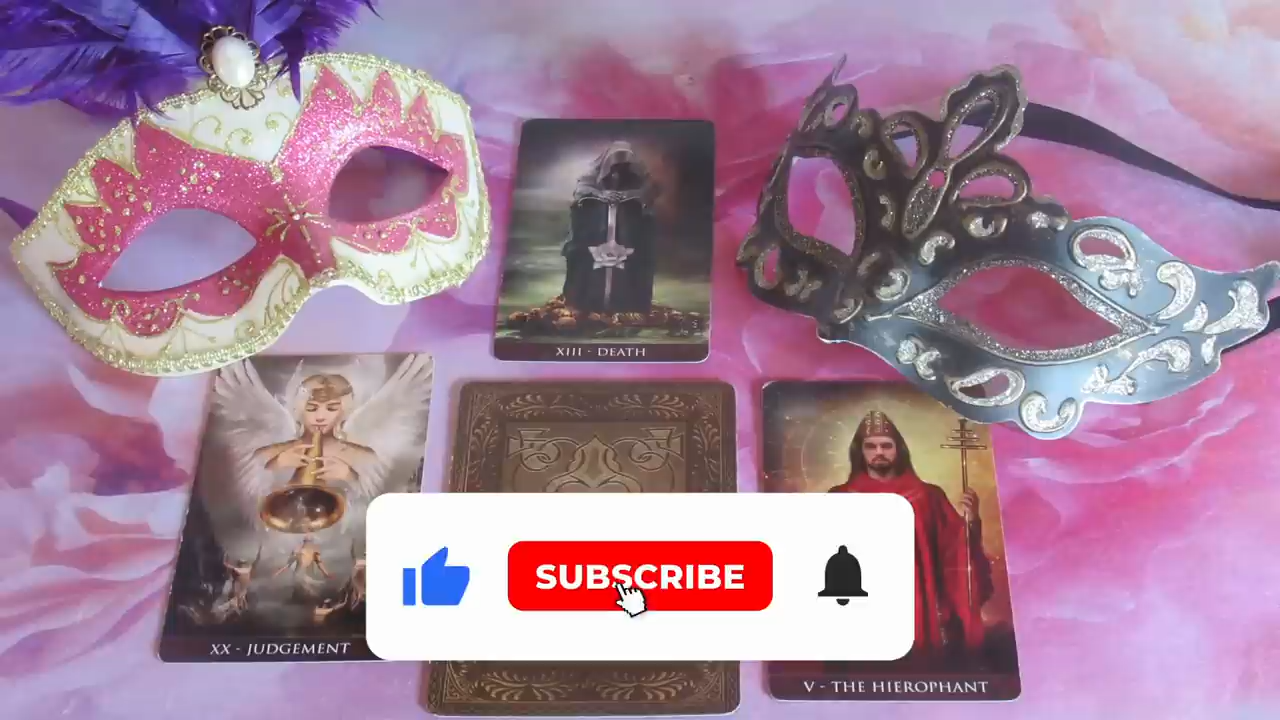 XIII - DEATH
SUBSCRIBE
XX - JUDGEMENT
V - THE HIEROPHANT